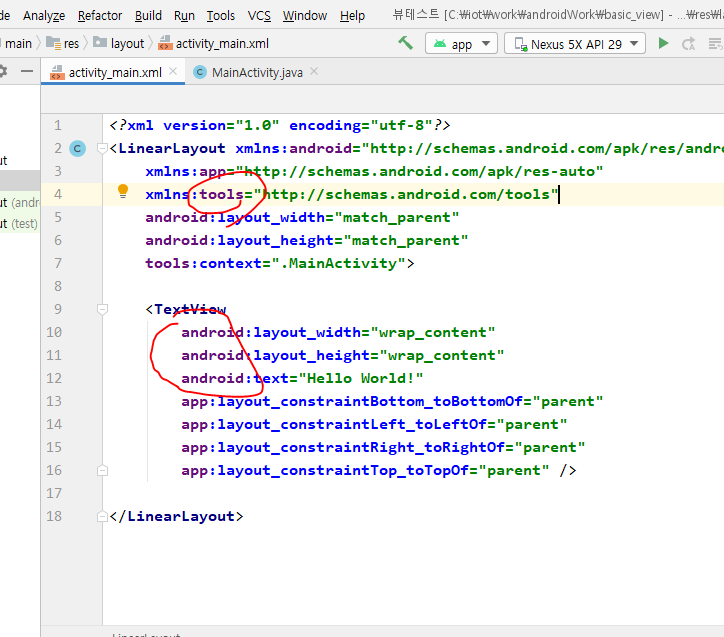 de Analyze Refactor Build Run Tools VCS Window Help 뷰테스트 [C:₩iot₩work₩androidWork₩basic_view] - ...₩res₩la
main res layout activity_main.xml app Nexus 5X API 29
activity_main.xml MainActivity.java
1 <?xml version="1.0" encoding="utf-8"?>
2 <LinearLayout xmlns:android="http://schemas.android.com/apk/res/andro
3 xmlns:app="http://schemas.android.com/apk/res-auto"
4 xmlns:tools="http://schemas.android.com/tools"
5 android:layout_width="match_parent"
6 android:layout_height="match_parent"
7 tools:context=".MainActivity">
8
9 <TextView
10 android:layout_width="wrap_content"
11 android:layout_height="wrap_content"
12 android:text="Hello World!"
13 app:layout_constraintBottom_toBottomOf="parent"
14 app:layout_constraintLeft_toLeftOf="parent"
15 app:layout_constraintRight_toRightOf="parent"
16 app:layout_constraintTop_toTopOf="parent" />
17
18 </LinearLayout>
ut
ut (andr
ut (test)
LinearLayout